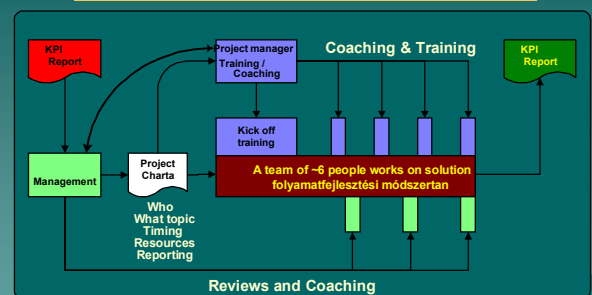 KPI
Report
Project manager
Training /
Coaching
Coaching & Training
KPI
Report
Kick off
training
Management
Project
Charta
A team of ~6 people works on solution
folyamatfejlesztési módszertan
Who
What topic
Timing
Resources
Reporting
Reviews and Coaching